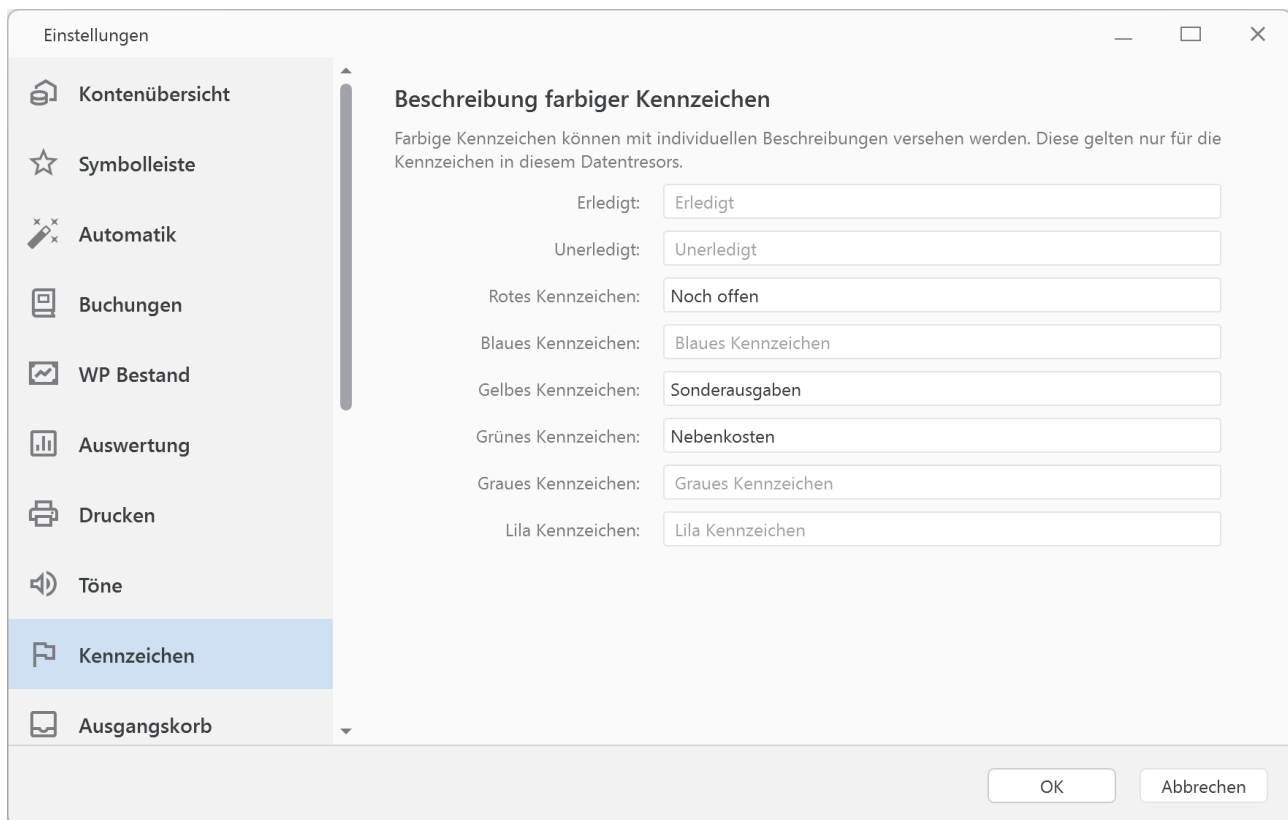 Einstellungen
Kontenübersicht
Symbolleiste
Automatik
Buchungen
WP Bestand
Auswertung
Drucken
Töne
Kennzeichen
Ausgangskorb
Beschreibung farbiger Kennzeichen
Farbige Kennzeichen können mit individuellen Beschreibungen versehen werden. Diese gelten nur für die
Kennzeichen in diesem Datentresors.
Erledigt: Erledigt
Unerledigt: Unerledigt
Rotes Kennzeichen: Noch offen
Blaues Kennzeichen: Blaues Kennzeichen
Gelbes Kennzeichen: Sonderausgaben
Grünes Kennzeichen: Nebenkosten
Graues Kennzeichen: Graues Kennzeichen
Lila Kennzeichen: Lila Kennzeichen
OK Abbrechen